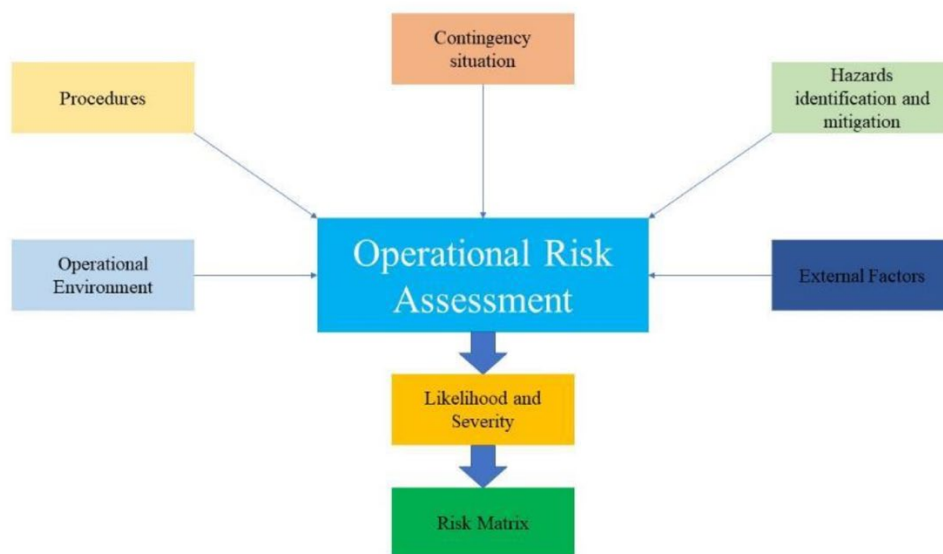 Contingency
situation
Procedures
Hazards
identification and
mitigation
Operational
Environment
Operational Risk
Assessment
External Factors
Likelihood and
Severity
Risk Matrix